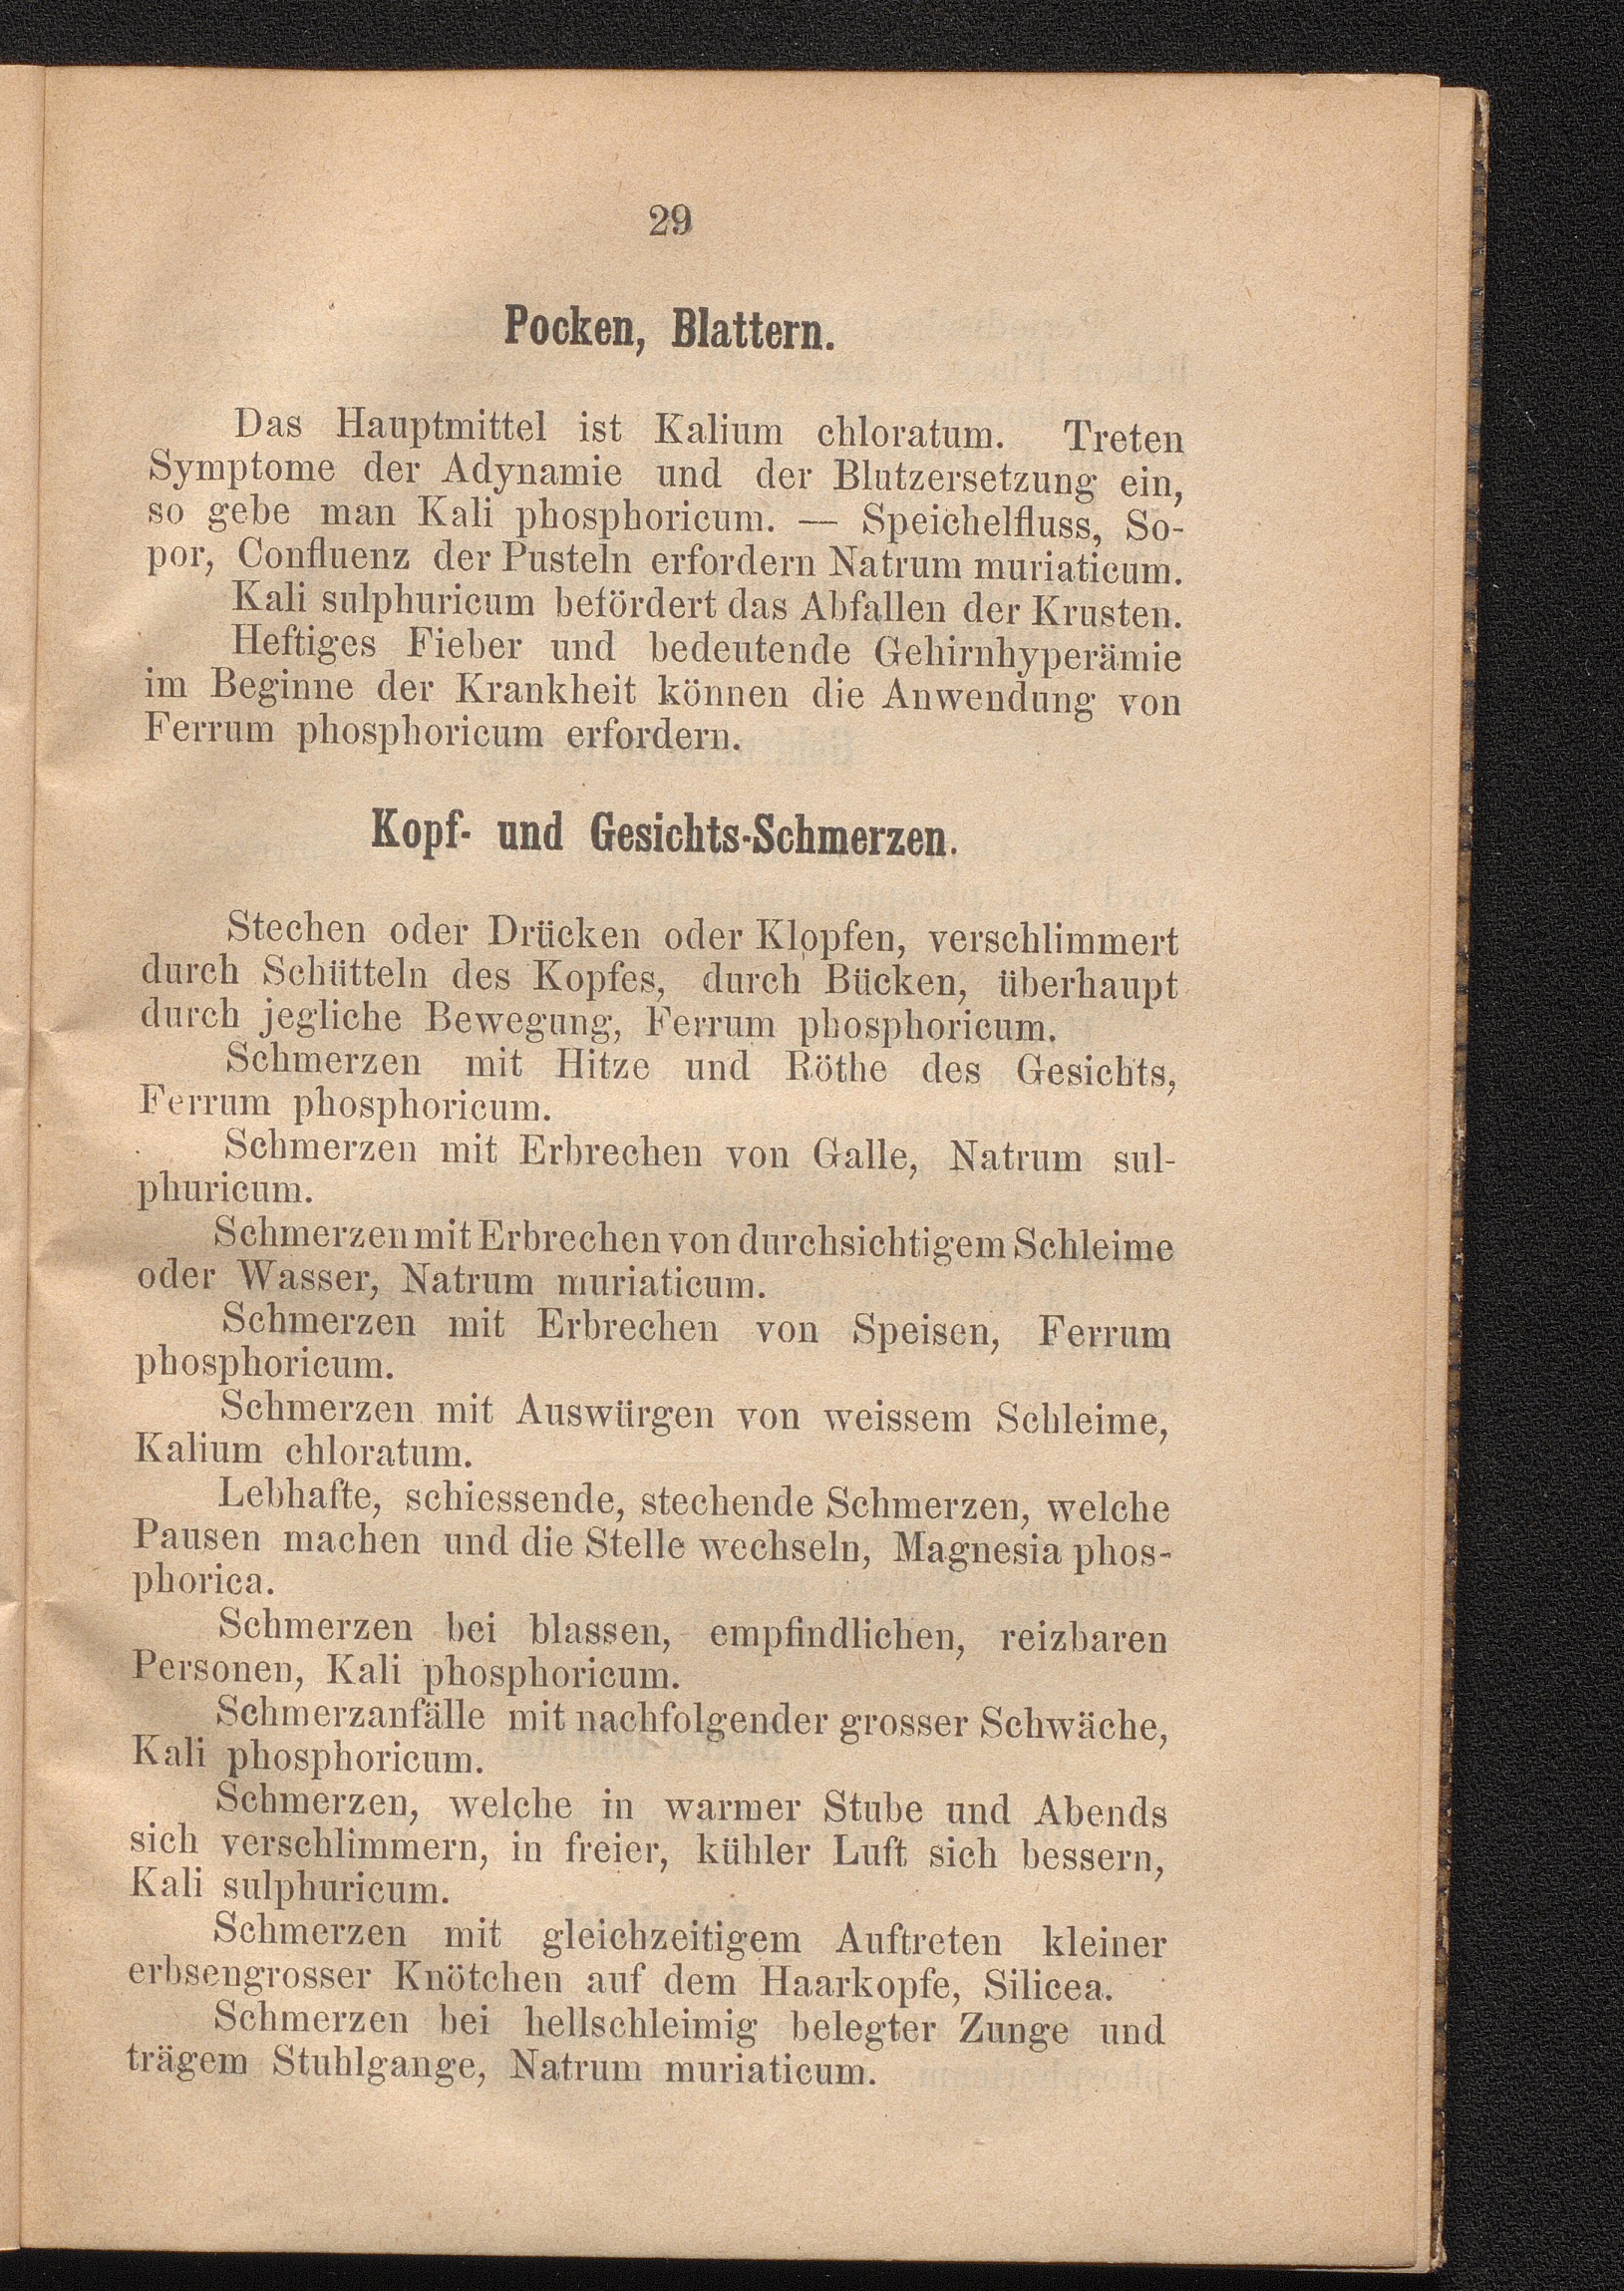 29
Pocken, Blattern.
Das Hauptmittel ist Kalium chloratum. Treten
Symptome der Adynamie und der Blutzersetzung ein,
so gebe man Kali phosphoricum. — Speichelfluss, So-
por, Confluenz der Pusteln erfordern Natrum muriaticum.
Kali sulphuricum befördert das Abfallen der Krusten.
Heftiges Fieber und bedeutende Gehirnhyperämie
im Beginne der Krankheit können die Anwendung von
Ferrum phosphoricum erfordern.
Kopf- und Gesichts-Schmerzen.
Stechen oder Drücken oder Klopfen, verschlimmert
durch Schütteln des Kopfes, durch Bücken, überhaupt
durch jegliche Bewegung, Ferrum phosphoricum.
Schmerzen mit Hitze und Röthe des Gesichts,
Ferrum phosphoricum.
Schmerzen mit Erbrechen von Galle, Natrum sul-
phuricum.
Schmerzen mit Erbrechen von durchsichtigem Schleime
oder Wasser, Natrum muriaticum.
Schmerzen mit Erbrechen von Speisen, Ferrum
phosphoricum.
Schmerzen mit Auswürgen von weissem Schleime,
Kalium chloratum.
Lebhafte, schiessende, stechende Schmerzen, welche
Pausen machen und die Stelle wechseln, Magnesia phos-
phorica.
Schmerzen bei blassen, empfindlichen, reizbaren
Personen, Kali phosphoricum.
Schmerzanfälle mit nachfolgender grosser Schwäche,
Kali phosphoricum.
Schmerzen, welche in warmer Stube und Abends
sich verschlimmern, in freier, kühler Luft sich bessern,
Kali sulphuricum.
Schmerzen mit gleichzeitigem Auftreten kleiner
erbsengrosser Knötchen auf dem Haarkopfe, Silicea.
Schmerzen bei hellschleimig belegter Zunge und
trägem Stuhlgange, Natrum muriaticum.